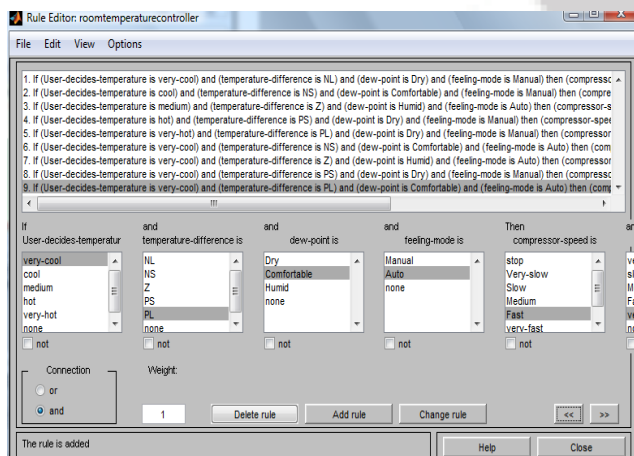 Rule Editor: roomtemperaturecontroller
File Edit View Options
1. If (User-decides-temperature is very-cool) and (temperature-difference is NL) and (dew-point is Dry) and (feeling-mode is Manual) then (compressc
2. If (User-decides-temperature is cool) and (temperature-difference is NS) and (dew-point is Comfortable) and (feeling-mode is Manual) then (compre
3. If (User-decides-temperature is medium) and (temperature-difference is Z) and (dew-point is Humid) and (feeling-mode is Auto) then (compressor-s
4. If (User-decides-temperature is hot) and (temperature-difference is PS) and (dew-point is Dry) and (feeling-mode is Manual) then (compressor-spee
5. If (User-decides-temperature is very-hot) and (temperature-difference is PL) and (dew-point is Dry) and (feeling-mode is Manual) then (compressor
6. If (User-decides-temperature is very-cool) and (temperature-difference is NS) and (dew-point is Comfortable) and (feeling-mode is Auto) then (com
7. If (User-decides-temperature is very-cool) and (temperature-difference is Z) and (dew-point is Humid) and (feeling-mode is Auto) then (compressor
8. If (User-decides-temperature is very-cool) and (temperature-difference is PS) and (dew-point is Dry) and (feeling-mode is Manual) then (compresso
9. If (User-decides-temperature is very-cool) and (temperature-difference is PL) and (dew-point is Comfortable) and (feeling-mode is Auto) then (com
If and and and Then an
User-decides-temperatur temperature-difference is dew-point is feeling-mode is compressor-speed is
very-cool NL Dry Manual stop ve
cool NS Comfortable Auto Very-slow sl
medium Z Humid none Slow M
hot PS none Medium Fa
very-hot PL Fast ve
none none very-fast
not not not not not
Connection Weight:
or
and 1 Delete rule Add rule Change rule << >>
The rule is added Help Close